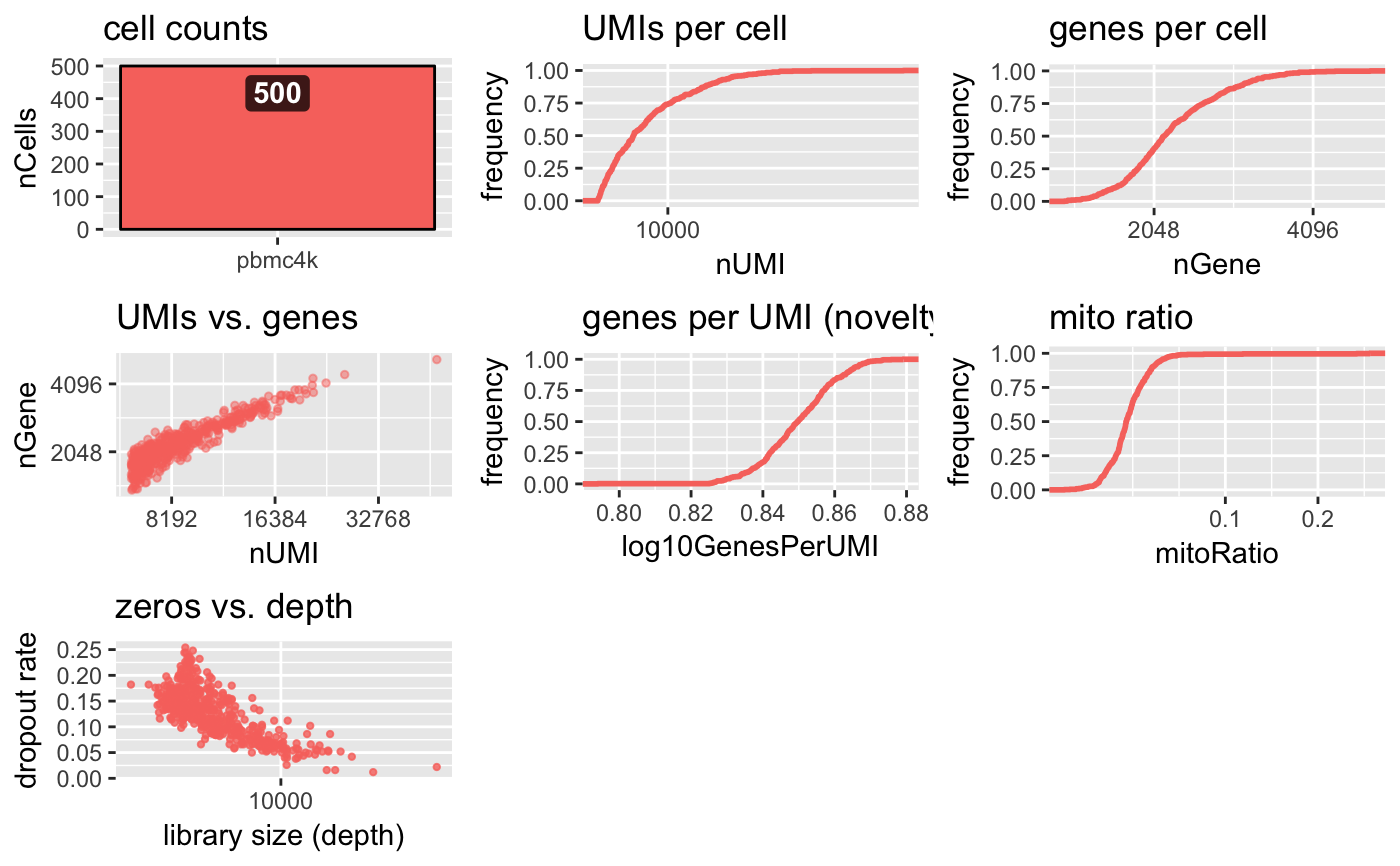 cell counts
nCells
500
400
300
200
100
0
500
pbmc4k
UMIs per cell
frequency
1.00
0.75
0.50
0.25
0.00
10000
nUMI
genes per cell
frequency
1.00
0.75
0.50
0.25
0.00
2048 4096
nGene
UMIs vs. genes
nGene
4096
2048
8192 16384 32768
nUMI
genes per UMI (novelty
frequency
1.00
0.75
0.50
0.25
0.00
0.80 0.82 0.84 0.86 0.88
log10GenesPerUMI
mito ratio
frequency
1.00
0.75
0.50
0.25
0.00
0.1 0.2
mitoRatio
zeros vs. depth
dropout rate
0.25
0.20
0.15
0.10
0.05
0.00
10000
library size (depth)